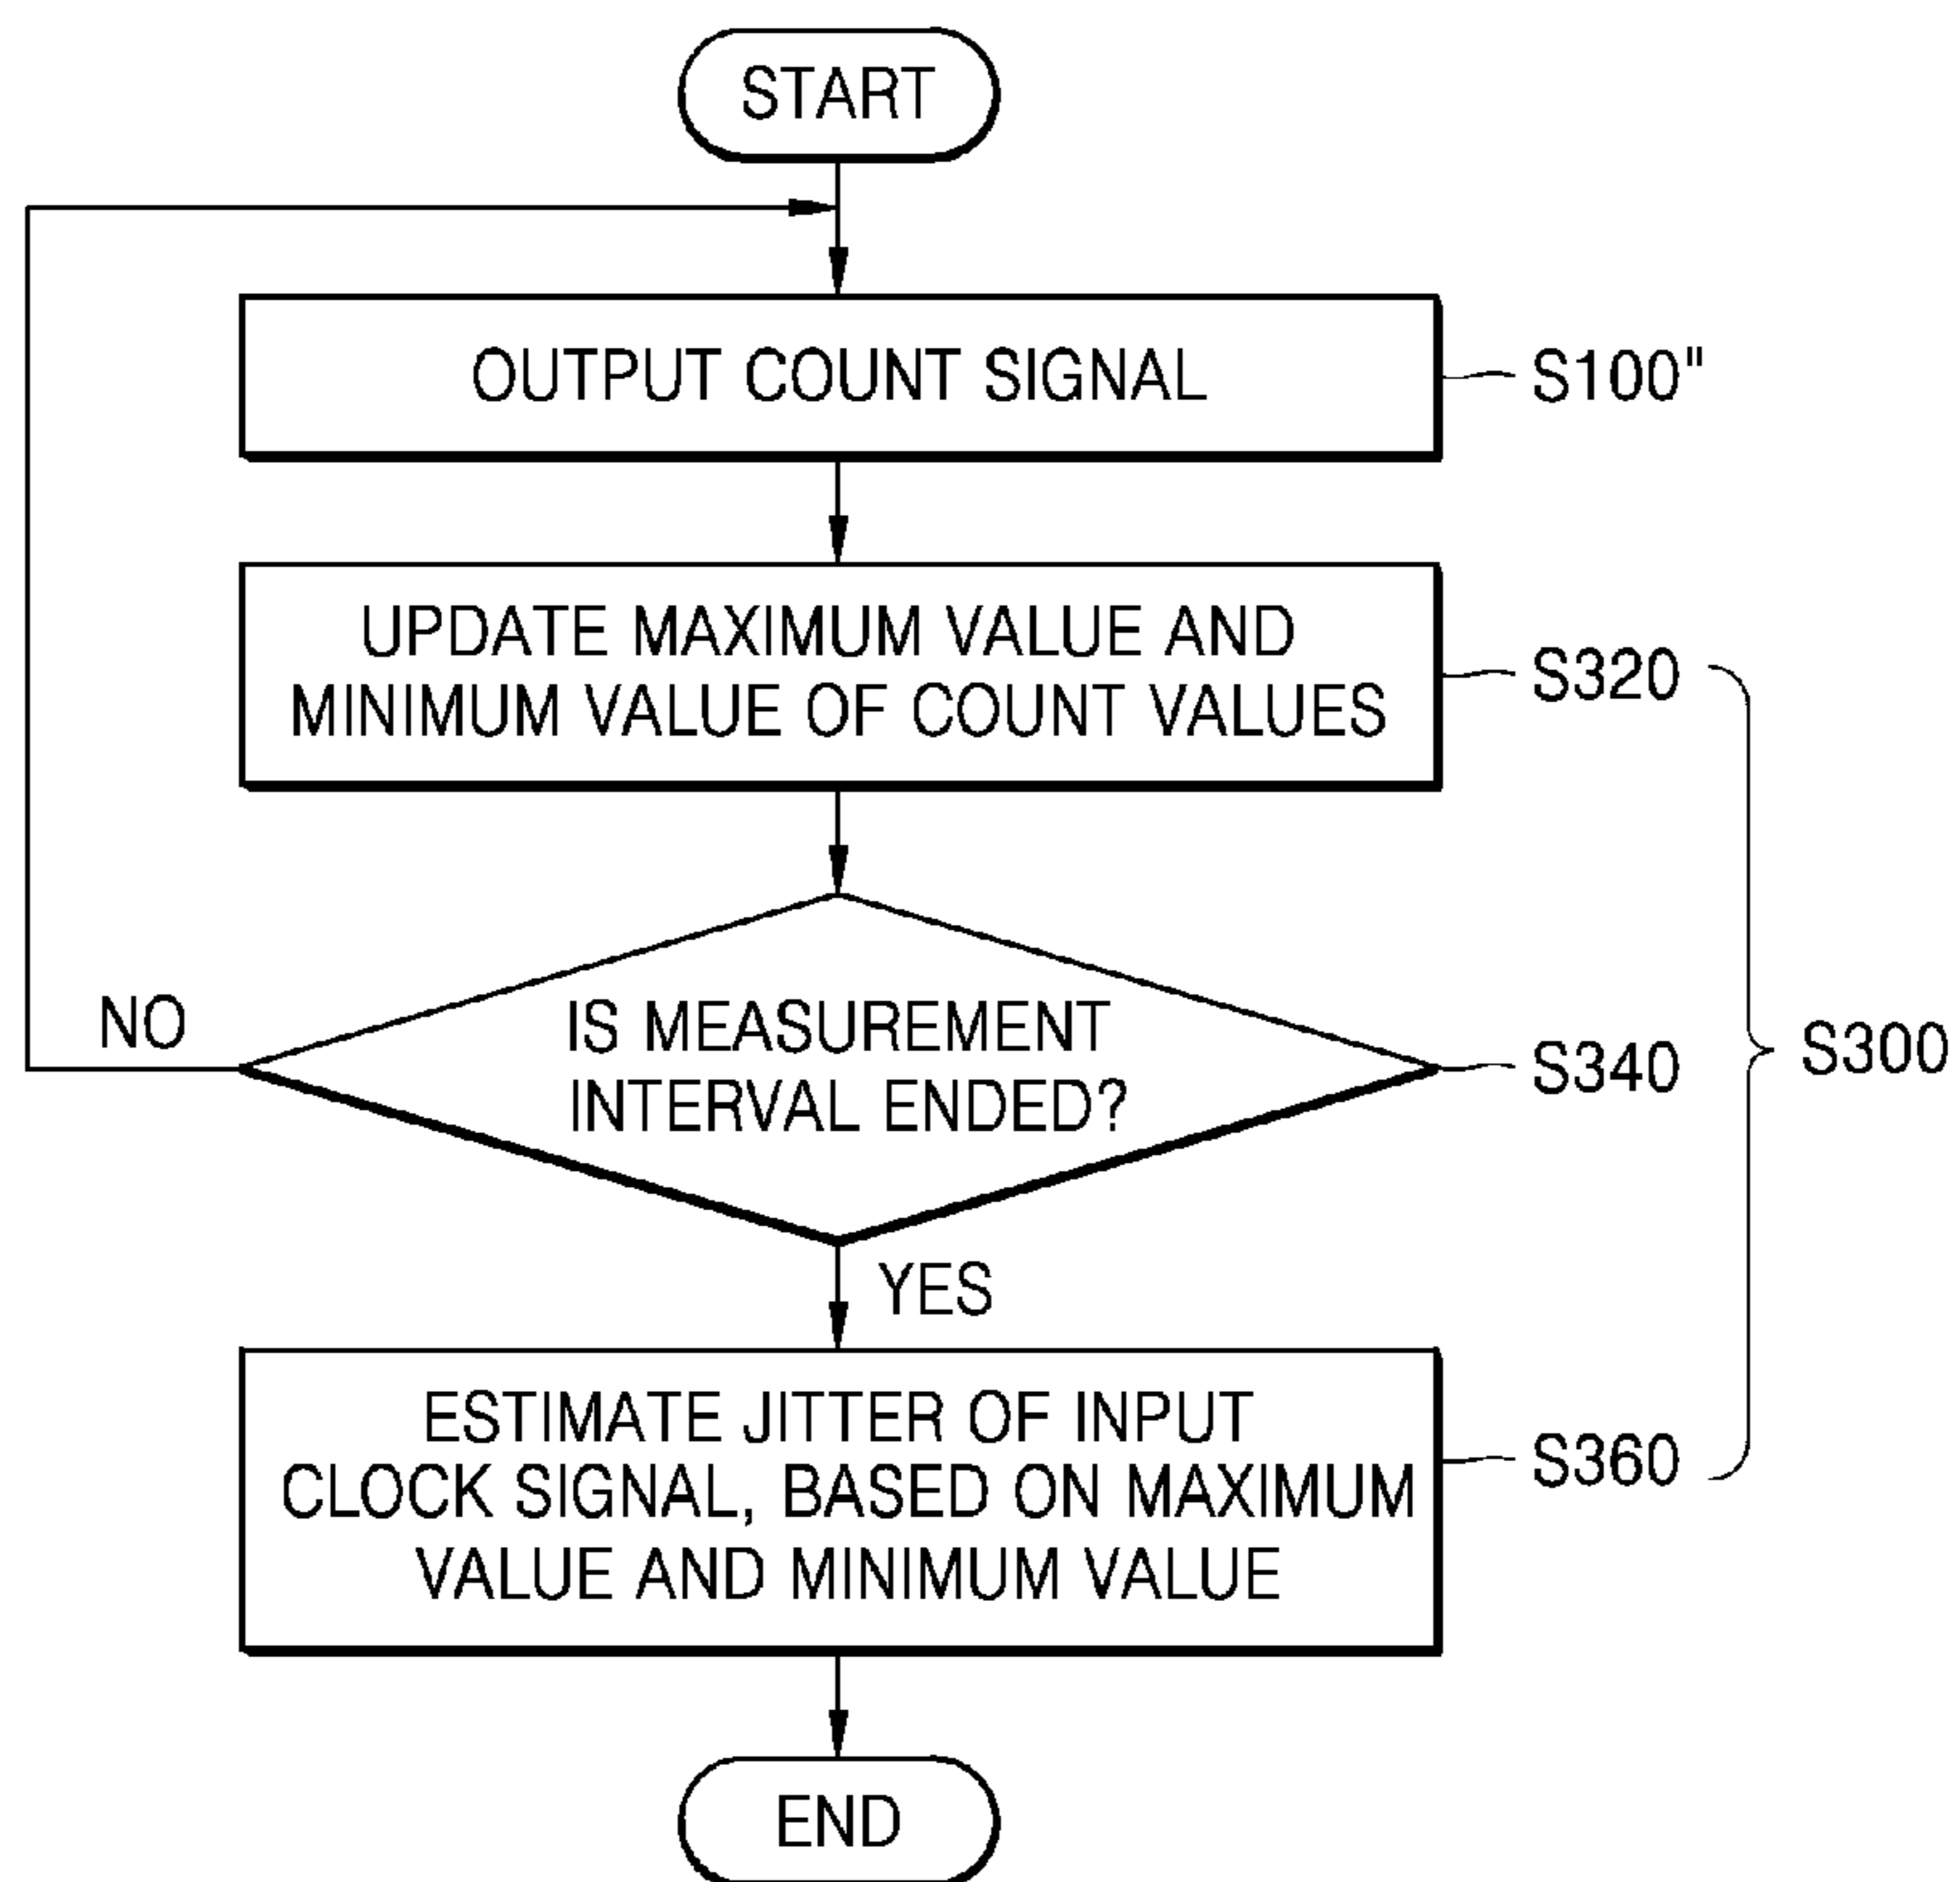 START
OUTPUT COUNT SIGNAL
S100"
UPDATE MAXIMUM VALUE AND
MINIMUM VALUE OF COUNT VALUES
S320
NO
IS MEASUREMENT
INTERVAL ENDED?
S340
S300
YES
ESTIMATE JITTER OF INPUT
CLOCK SIGNAL, BASED ON MAXIMUM
VALUE AND MINIMUM VALUE
S360
END